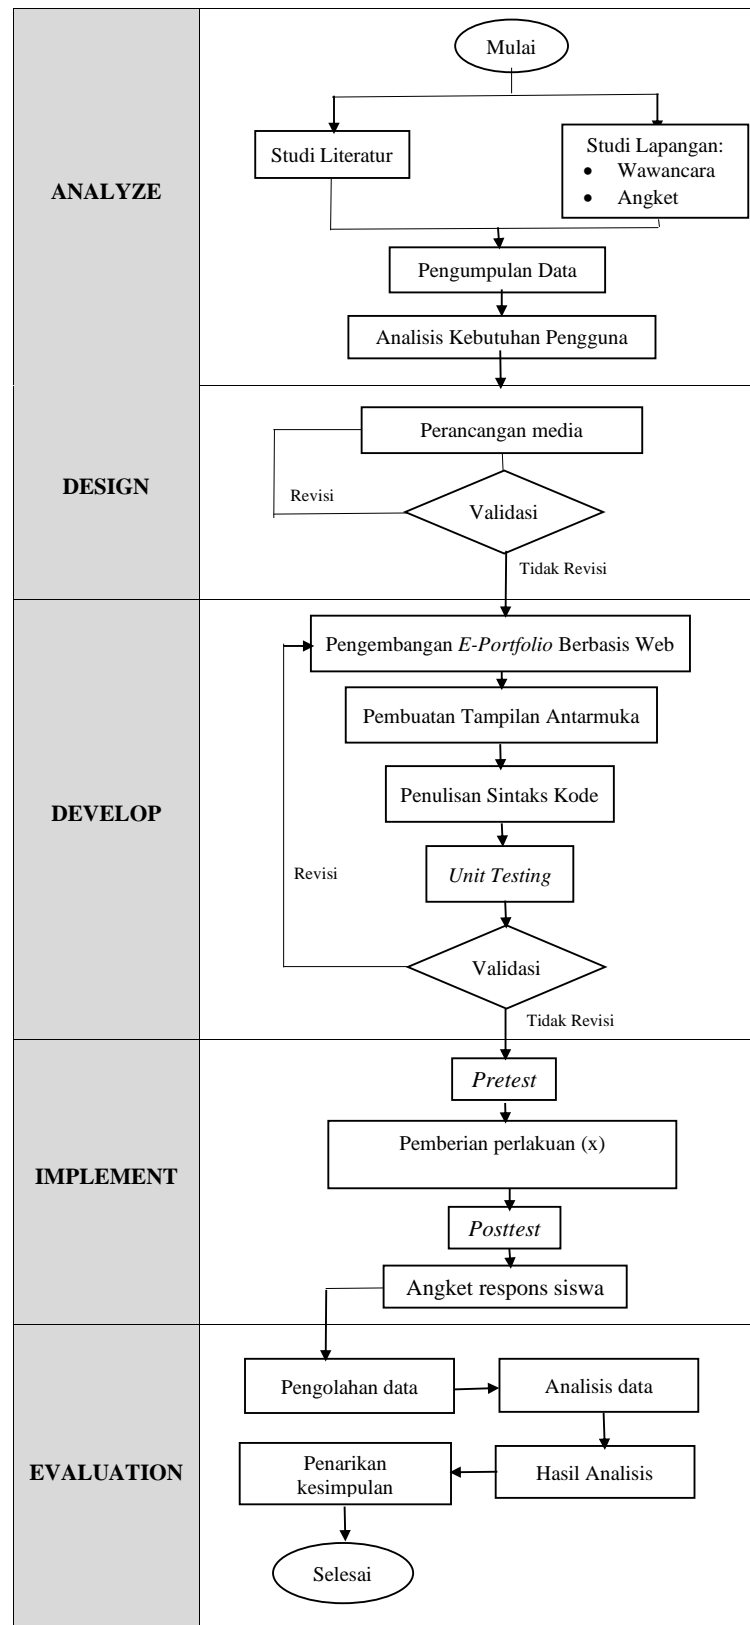 ANALYZE
Mulai
Studi Literatur
Studi Lapangan:
• Wawancara
• Angket
Pengumpulan Data
Analisis Kebutuhan Pengguna
DESIGN
Perancangan media
Revisi
Validasi
Tidak Revisi
DEVELOP
Pengembangan E-Portfolio Berbasis Web
Pembuatan Tampilan Antarmuka
Penulisan Sintaks Kode
Revisi
Unit Testing
Validasi
Tidak Revisi
IMPLEMENT
Pretest
Pemberian perlakuan (x)
Posttest
Angket respons siswa
EVALUATION
Pengolahan data
Analisis data
Penarikan
kesimpulan
Hasil Analisis
Selesai